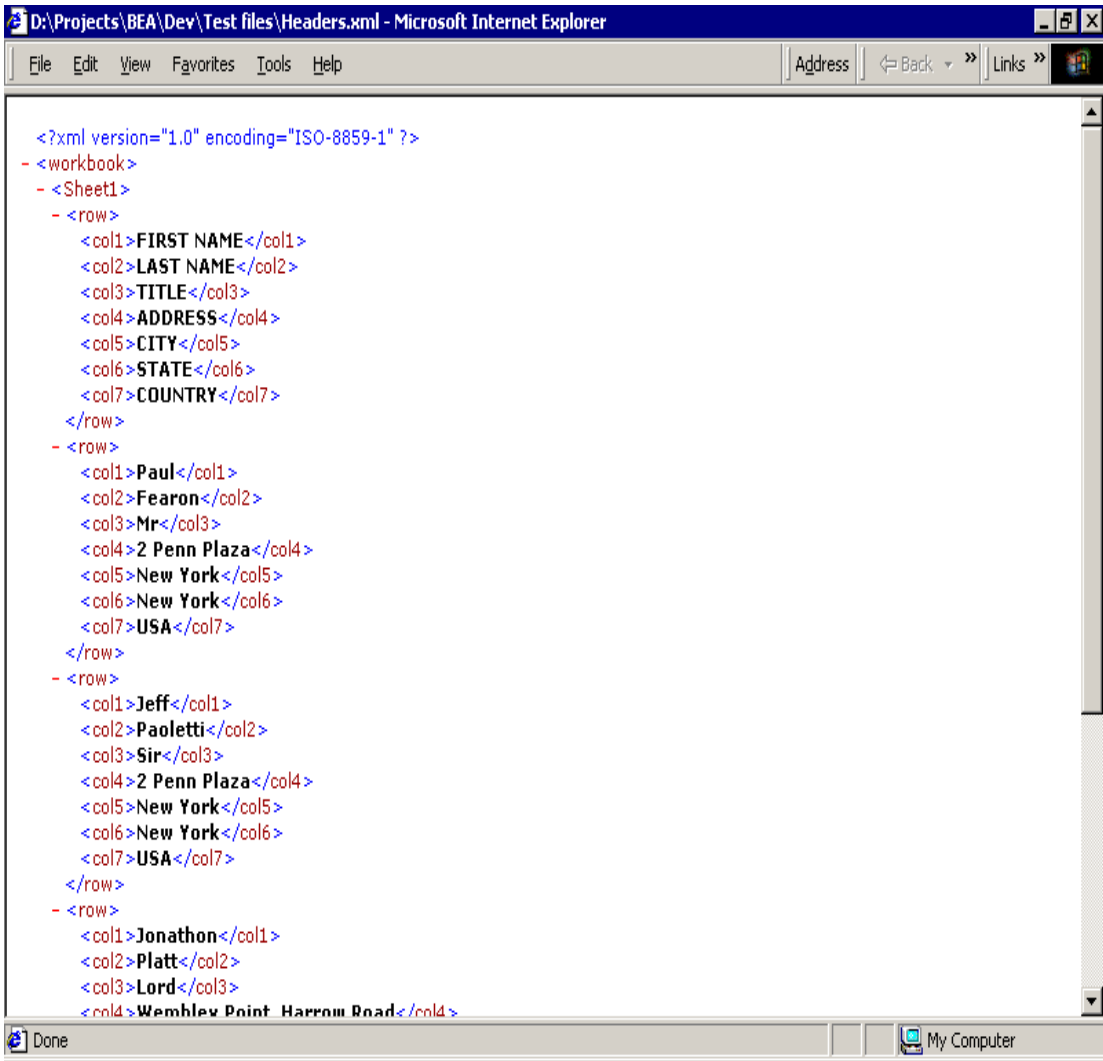 D:\Projects\BEA\Dev\Test files\Headers.xml - Microsoft Internet Explorer
File Edit View Favorites Tools Help Address Back » Links »
<?xml version="1.0" encoding="ISO-8859-1" ?>
- <workbook>
- <Sheet1>
- <row>
<col1>FIRST NAME</col1>
<col2>LAST NAME</col2>
<col3>TITLE</col3>
<col4>ADDRESS</col4>
<col5>CITY</col5>
<col6>STATE</col6>
<col7>COUNTRY</col7>
</row>
- <row>
<col1>Paul</col1>
<col2>Fearon</col2>
<col3>Mr</col3>
<col4>2 Penn Plaza</col4>
<col5>New York</col5>
<col6>New York</col6>
<col7>USA</col7>
</row>
- <row>
<col1>Jeff</col1>
<col2>Paoletti</col2>
<col3>Sir</col3>
<col4>2 Penn Plaza</col4>
<col5>New York</col5>
<col6>New York</col6>
<col7>USA</col7>
</row>
- <row>
<col1>Jonathon</col1>
<col2>Platt</col2>
<col3>Lord</col3>
<col4>Wembley Point, Harrow Road</col4>
Done My Computer